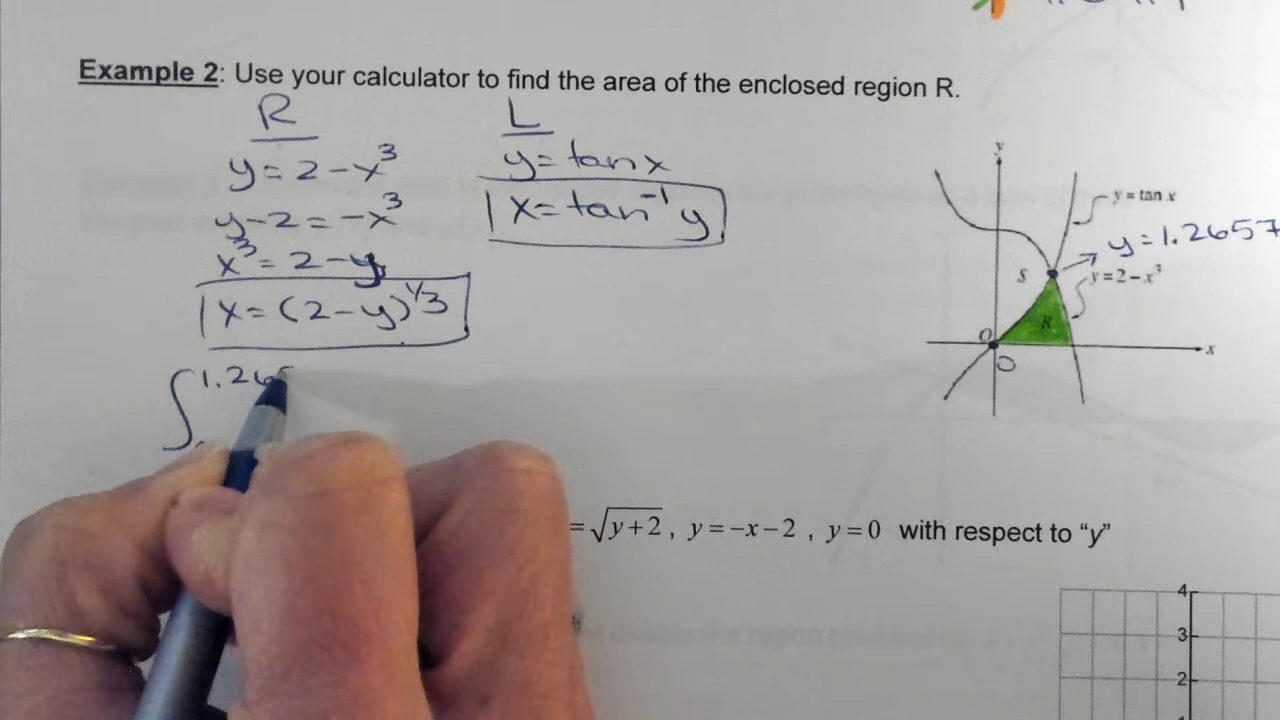 Example 2: Use your calculator to find the area of the enclosed region R.
R
y = 2 - x³
y - 2 = -x³
x³ = 2 - y
x = (2 - y)^1/3
L
y = tan x
x = tan⁻¹ y
y
y = tan x
y = 1.2657
S
y = 2 - x³
R
O
O
x
∫ 1.265
= √y+2 , y = -x - 2 , y = 0 with respect to “y”
4
3
2